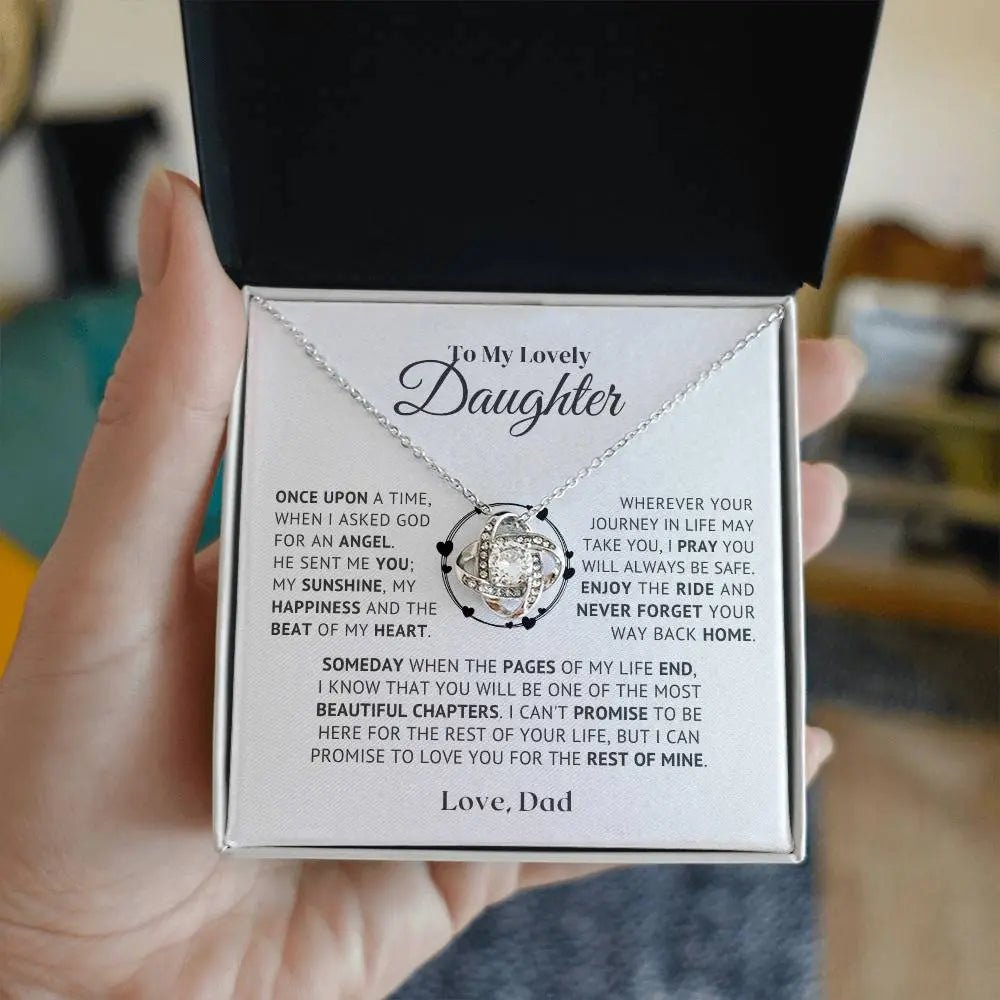 To My Lovely
Daughter
ONCE UPON A TIME,
WHEN I ASKED GOD
FOR AN ANGEL.
HE SENT ME YOU;
MY SUNSHINE, MY
HAPPINESS AND THE
BEAT OF MY HEART.
WHEREVER YOUR
JOURNEY IN LIFE MAY
TAKE YOU, I PRAY YOU
WILL ALWAYS BE SAFE.
ENJOY THE RIDE AND
NEVER FORGET YOUR
WAY BACK HOME.
SOMEDAY WHEN THE PAGES OF MY LIFE END,
I KNOW THAT YOU WILL BE ONE OF THE MOST
BEAUTIFUL CHAPTERS. I CAN'T PROMISE TO BE
HERE FOR THE REST OF YOUR LIFE, BUT I CAN
PROMISE TO LOVE YOU FOR THE REST OF MINE.
Love, Dad